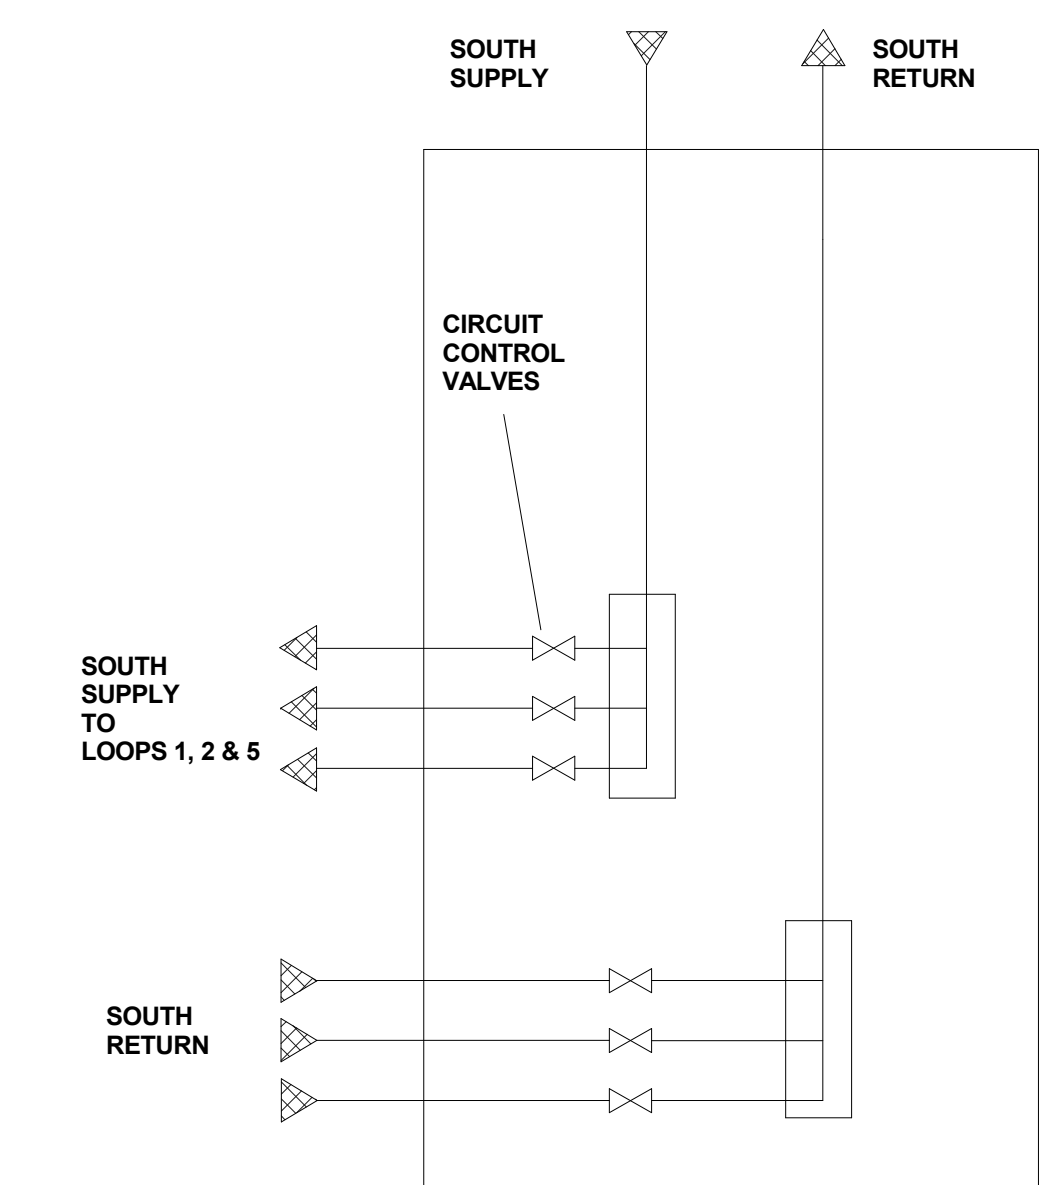 SOUTH
SUPPLY
SOUTH
RETURN
CIRCUIT
CONTROL
VALVES
SOUTH
SUPPLY
TO
LOOPS 1, 2 & 5
SOUTH
RETURN